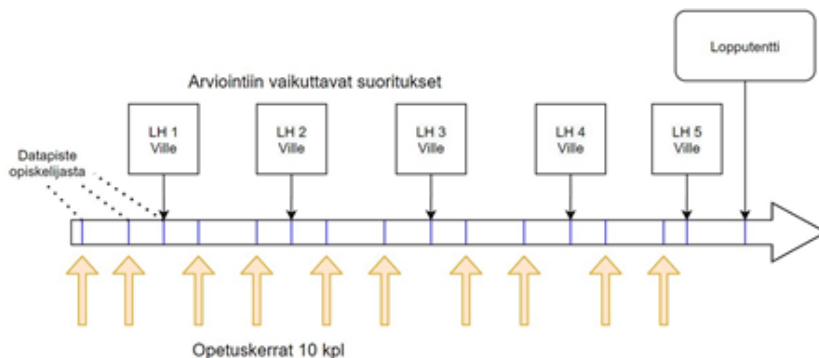 Lopputentti
Arviointiin vaikuttavat suoritukset
LH 1
Ville
LH 2
Ville
LH 3
Ville
LH 4
Ville
LH 5
Ville
Datapiste
opiskelijasta
Opetuskerrat 10 kpl